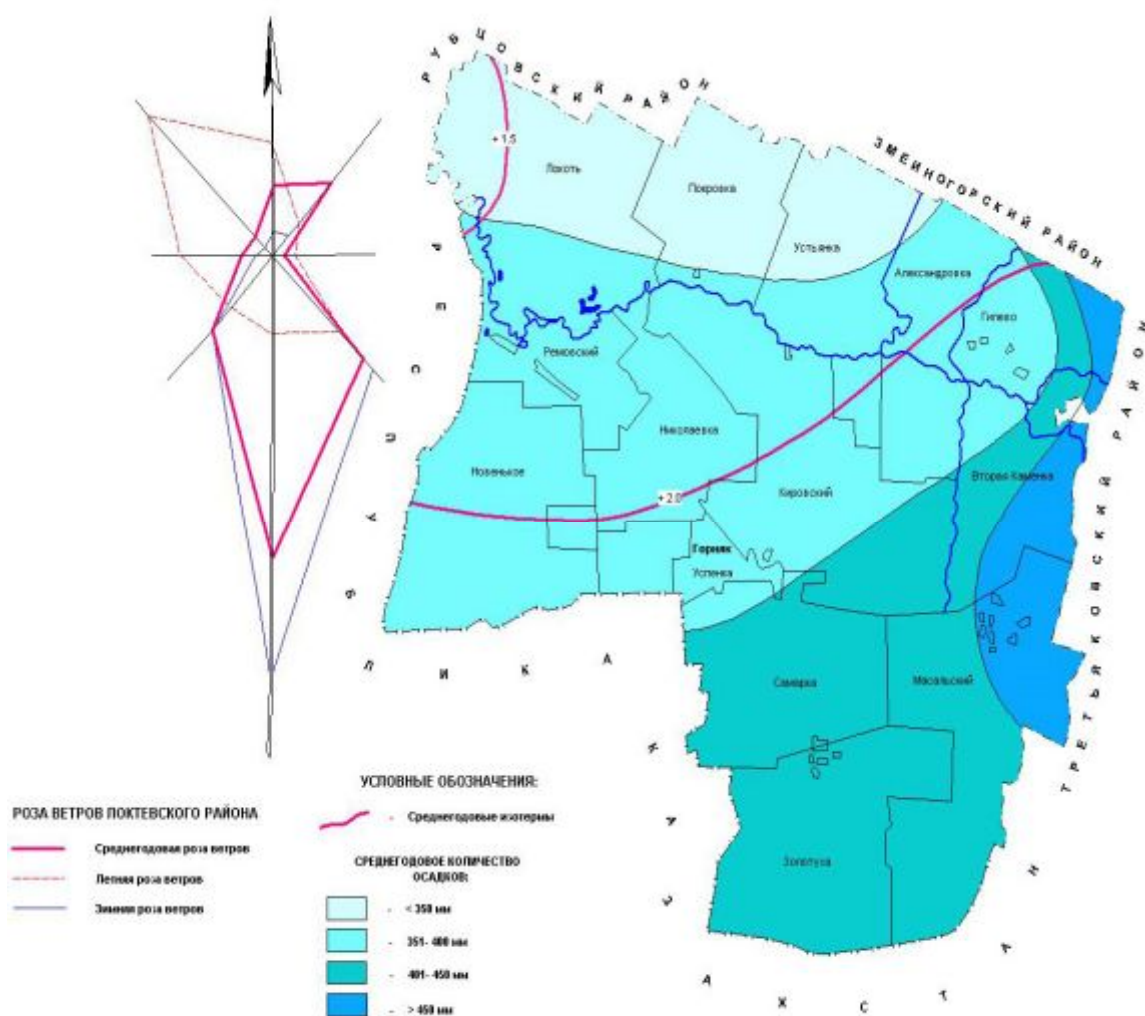 РУБЦОВСКИЙ РАЙОН
ЗМЕИНОГОРСКИЙ РАЙОН
ТРЕТЬЯКОВСКИЙ РАЙОН
РЕСПУБЛИКА КАЗАХСТАН
+ 1.5
Локоть
Покровка
Устьянка
Александровка
Гилево
Ремовский
Николаевка
Новенькое
Вторая Каменка
+ 2.0
Кировский
Горняк
Успенка
Самарка
Масальский
Золотуха
УСЛОВНЫЕ ОБОЗНАЧЕНИЯ:
- Среднегодовые изотермы
СРЕДНЕГОДОВОЕ КОЛИЧЕСТВО
ОСАДКОВ:
- < 350 мм
- 351- 400 мм
- 401- 450 мм
- > 450 мм
РОЗА ВЕТРОВ ЛОКТЕВСКОГО РАЙОНА
Среднегодовая роза ветров
Летняя роза ветров
Зимняя роза ветров